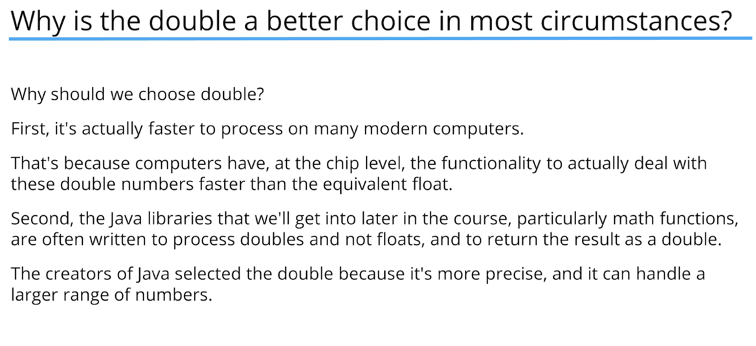 Why is the double a better choice in most circumstances?
Why should we choose double?
First, it's actually faster to process on many modern computers.
That's because computers have, at the chip level, the functionality to actually deal with
these double numbers faster than the equivalent float.
Second, the Java libraries that we'll get into later in the course, particularly math functions,
are often written to process doubles and not floats, and to return the result as a double.
The creators of Java selected the double because it's more precise, and it can handle a
larger range of numbers.